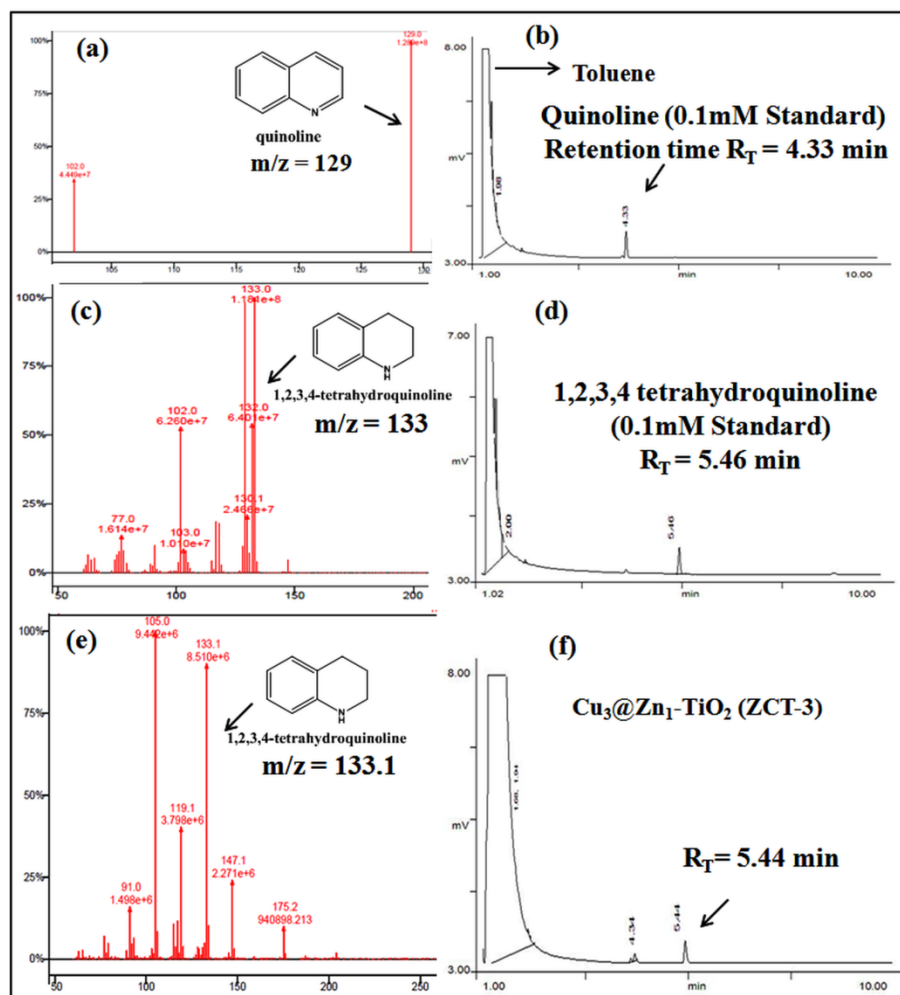 (a)
100%
75%
50%
25%
0%
102.0
4.449e+7
129.0
N
quinoline
m/z = 129
105
110
115
120
125
130
(b)
8.00
mV
3.00
Toluene
Quinoline (0.1mM Standard)
Retention time RT = 4.33 min
4.33
1.00
min
10.00
(c)
100%
75%
50%
25%
0%
133.0
1.181e+8
132.0
6.401e+7
102.0
6.260e+7
130.1
2.466e+7
77.0
1.614e+7
103.0
1.010e+7
N
H
1,2,3,4-tetrahydroquinoline
m/z = 133
50
100
150
200
(d)
7.00
mV
3.00
1,2,3,4 tetrahydroquinoline
(0.1mM Standard)
RT = 5.46 min
2.00
5.46
1.02
min
10.00
(e)
100%
75%
50%
25%
0%
105.0
9.442e+6
133.1
8.510e+6
119.1
3.798e+6
147.1
2.271e+6
91.0
1.498e+6
175.2
940898.213
N
H
1,2,3,4-tetrahydroquinoline
m/z = 133.1
50
100
150
200
250
(f)
8.00
mV
3.00
Cu₃@Zn₁-TiO₂ (ZCT-3)
RT= 5.44 min
4.34
5.44
1.00
min
10.00